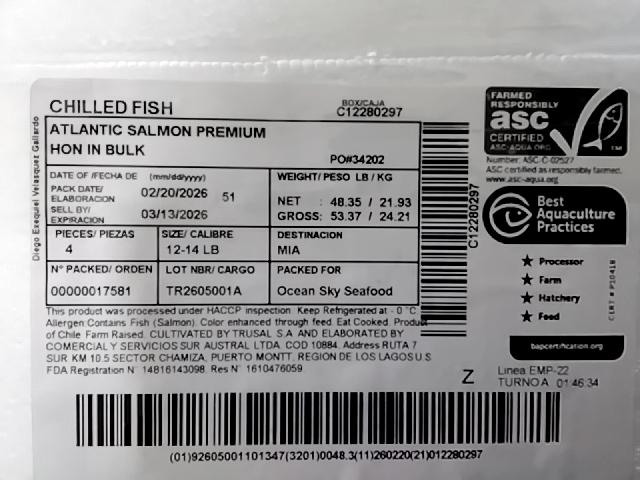 CHILLED FISH
BOX/CAJA
C12280297
ATLANTIC SALMON PREMIUM
HON IN BULK
PO#34202
DATE OF /FECHA DE (mm/dd/yyyy)
PACK DATE/
ELABORACION
02/20/2026 51
SELL BY/
EXPIRACION
03/13/2026
WEIGHT/ PESO LB / KG
NET : 48.35 / 21.93
GROSS: 53.37 / 24.21
PIECES/ PIEZAS
4
SIZE/ CALIBRE
12-14 LB
DESTINACION
MIA
N° PACKED/ ORDEN
00000017581
LOT NBR/ CARGO
TR2605001A
PACKED FOR
Ocean Sky Seafood
This product was processed under HACCP inspection. Keep Refrigerated at - 0 °C
Allergen:Contains Fish (Salmon). Color enhanced through feed. Eat Cooked. Product
of Chile Farm Raised. CULTIVATED BY TRUSAL S.A. AND ELABORATED BY
COMERCIAL Y SERVICIOS SUR AUSTRAL LTDA. COD 10884. Address RUTA 7
SUR KM 10.5 SECTOR CHAMIZA, PUERTO MONTT. REGION DE LOS LAGOS U.S
FDA Registration N° 14816143098. Res N° 1610476059
Z
Linea EMP-22
TURNO A 01:46:34
(01)92605001101347(3201)0048.3(11)260220(21)012280297
Diego Exequiel Velasquez Gallardo
C12280297
FARMED
RESPONSIBLY
asc
CERTIFIED
ASC-AQUA.ORG
TM
Number: ASC-C-02527
ASC certified as responsibly farmed.
www.asc-aqua.org
Best
Aquaculture
Practices
Processor
Farm
Hatchery
Feed
CERT # P10418
bapcertification.org